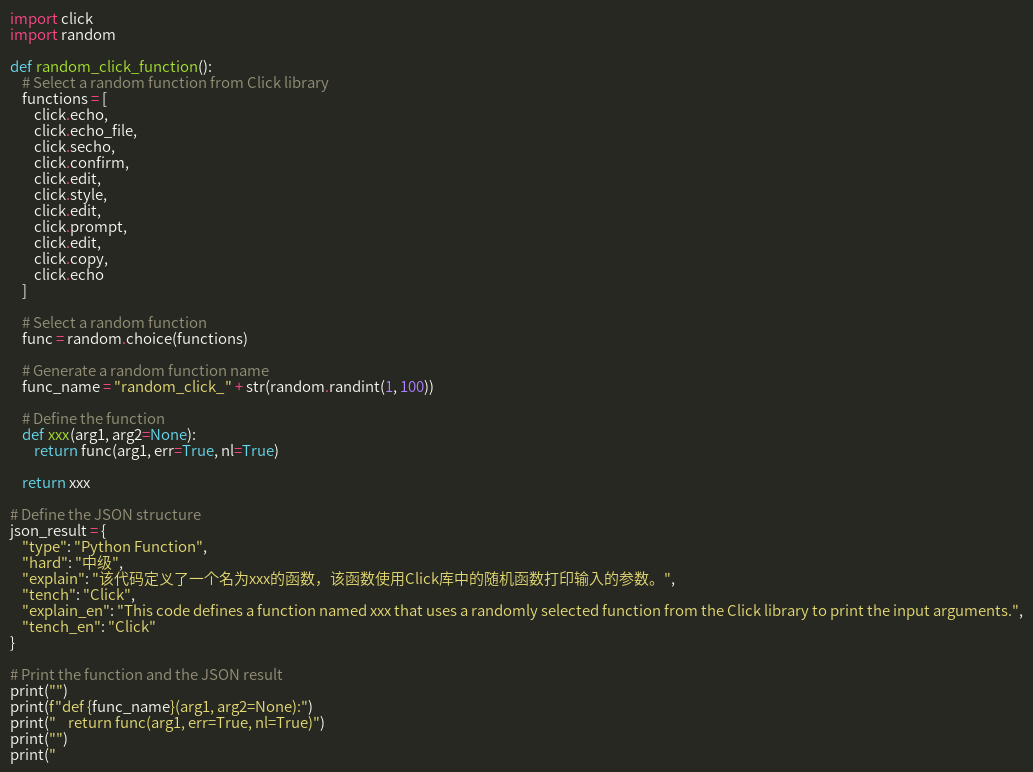 import click
import random

def random_click_function():
    # Select a random function from Click library
    functions = [
        click.echo,
        click.echo_file,
        click.secho,
        click.confirm,
        click.edit,
        click.style,
        click.edit,
        click.prompt,
        click.edit,
        click.copy,
        click.echo
    ]

    # Select a random function
    func = random.choice(functions)

    # Generate a random function name
    func_name = "random_click_" + str(random.randint(1, 100))

    # Define the function
    def xxx(arg1, arg2=None):
        return func(arg1, err=True, nl=True)

    return xxx

# Define the JSON structure
json_result = {
    "type": "Python Function",
    "hard": "中级",
    "explain": "该代码定义了一个名为xxx的函数，该函数使用Click库中的随机函数打印输入的参数。",
    "tench": "Click",
    "explain_en": "This code defines a function named xxx that uses a randomly selected function from the Click library to print the input arguments.",
    "tench_en": "Click"
}

# Print the function and the JSON result
print("")
print(f"def {func_name}(arg1, arg2=None):")
print("    return func(arg1, err=True, nl=True)")
print("")
print("